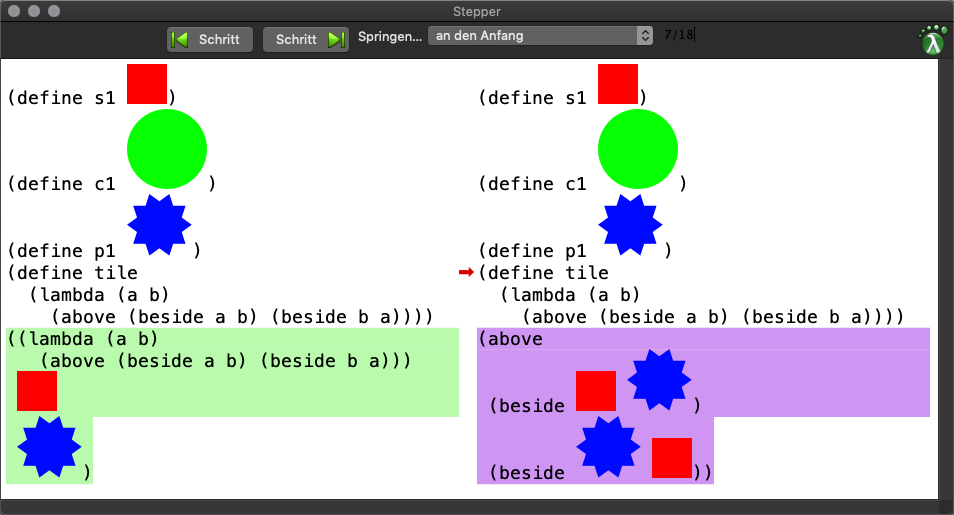 Stepper
Schritt Schritt Springen... an den Anfang 7/18
(define s1 )
(define c1 )
(define p1 )
(define tile
(lambda (a b)
(above (beside a b) (beside b a))))
((lambda (a b)
(above (beside a b) (beside b a)))
)
(define s1 )
(define c1 )
(define p1 )
(define tile
(lambda (a b)
(above (beside a b) (beside b a))))
(above
(beside )
(beside ))